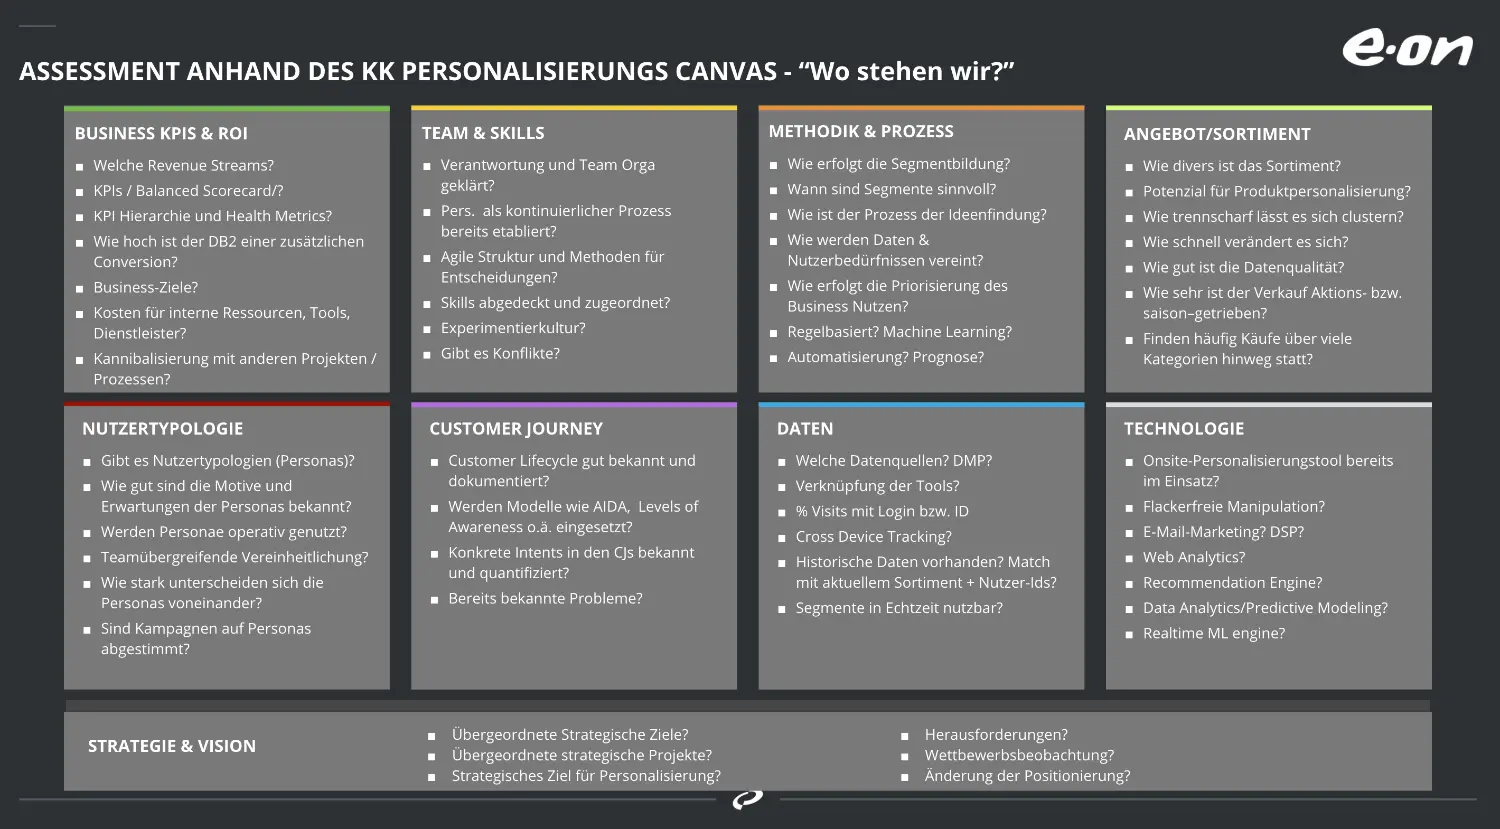 e·on
ASSESSMENT ANHAND DES KK PERSONALISIERUNGS CANVAS - “Wo stehen wir?”
BUSINESS KPIS & ROI
▪ Welche Revenue Streams?
▪ KPIs / Balanced Scorecard/?
▪ KPI Hierarchie und Health Metrics?
▪ Wie hoch ist der DB2 einer zusätzlichen
Conversion?
▪ Business-Ziele?
▪ Kosten für interne Ressourcen, Tools,
Dienstleister?
▪ Kannibalisierung mit anderen Projekten /
Prozessen?
TEAM & SKILLS
▪ Verantwortung und Team Orga
geklärt?
▪ Pers. als kontinuierlicher Prozess
bereits etabliert?
▪ Agile Struktur und Methoden für
Entscheidungen?
▪ Skills abgedeckt und zugeordnet?
▪ Experimentierkultur?
▪ Gibt es Konflikte?
METHODIK & PROZESS
▪ Wie erfolgt die Segmentbildung?
▪ Wann sind Segmente sinnvoll?
▪ Wie ist der Prozess der Ideenfindung?
▪ Wie werden Daten &
Nutzerbedürfnissen vereint?
▪ Wie erfolgt die Priorisierung des
Business Nutzen?
▪ Regelbasiert? Machine Learning?
▪ Automatisierung? Prognose?
ANGEBOT/SORTIMENT
▪ Wie divers ist das Sortiment?
▪ Potenzial für Produktpersonalisierung?
▪ Wie trennscharf lässt es sich clustern?
▪ Wie schnell verändert es sich?
▪ Wie gut ist die Datenqualität?
▪ Wie sehr ist der Verkauf Aktions- bzw.
saison–getrieben?
▪ Finden häufig Käufe über viele
Kategorien hinweg statt?
NUTZERTYPOLOGIE
▪ Gibt es Nutzertypologien (Personas)?
▪ Wie gut sind die Motive und
Erwartungen der Personas bekannt?
▪ Werden Personae operativ genutzt?
▪ Teamübergreifende Vereinheitlichung?
▪ Wie stark unterscheiden sich die
Personas voneinander?
▪ Sind Kampagnen auf Personas
abgestimmt?
CUSTOMER JOURNEY
▪ Customer Lifecycle gut bekannt und
dokumentiert?
▪ Werden Modelle wie AIDA, Levels of
Awareness o.ä. eingesetzt?
▪ Konkrete Intents in den CJs bekannt
und quantifiziert?
▪ Bereits bekannte Probleme?
DATEN
▪ Welche Datenquellen? DMP?
▪ Verknüpfung der Tools?
▪ % Visits mit Login bzw. ID
▪ Cross Device Tracking?
▪ Historische Daten vorhanden? Match
mit aktuellem Sortiment + Nutzer-Ids?
▪ Segmente in Echtzeit nutzbar?
TECHNOLOGIE
▪ Onsite-Personalisierungstool bereits
im Einsatz?
▪ Flackerfreie Manipulation?
▪ E-Mail-Marketing? DSP?
▪ Web Analytics?
▪ Recommendation Engine?
▪ Data Analytics/Predictive Modeling?
▪ Realtime ML engine?
STRATEGIE & VISION
▪ Übergeordnete Strategische Ziele?
▪ Übergeordnete strategische Projekte?
▪ Strategisches Ziel für Personalisierung?
▪ Herausforderungen?
▪ Wettbewerbsbeobachtung?
▪ Änderung der Positionierung?